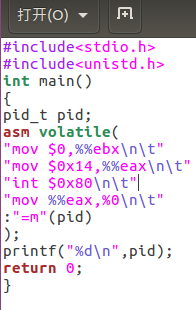 打开(O)
#include<stdio.h>
#include<unistd.h>
int main()
{
pid_t pid;
asm volatile(
"mov $0,%%ebx\n\t"
"mov $0x14,%%eax\n\t"
"int $0x80\n\t"
"mov %%eax,%0\n\t"
:"=m"(pid)
);
printf("%d\n",pid);
return 0;
}